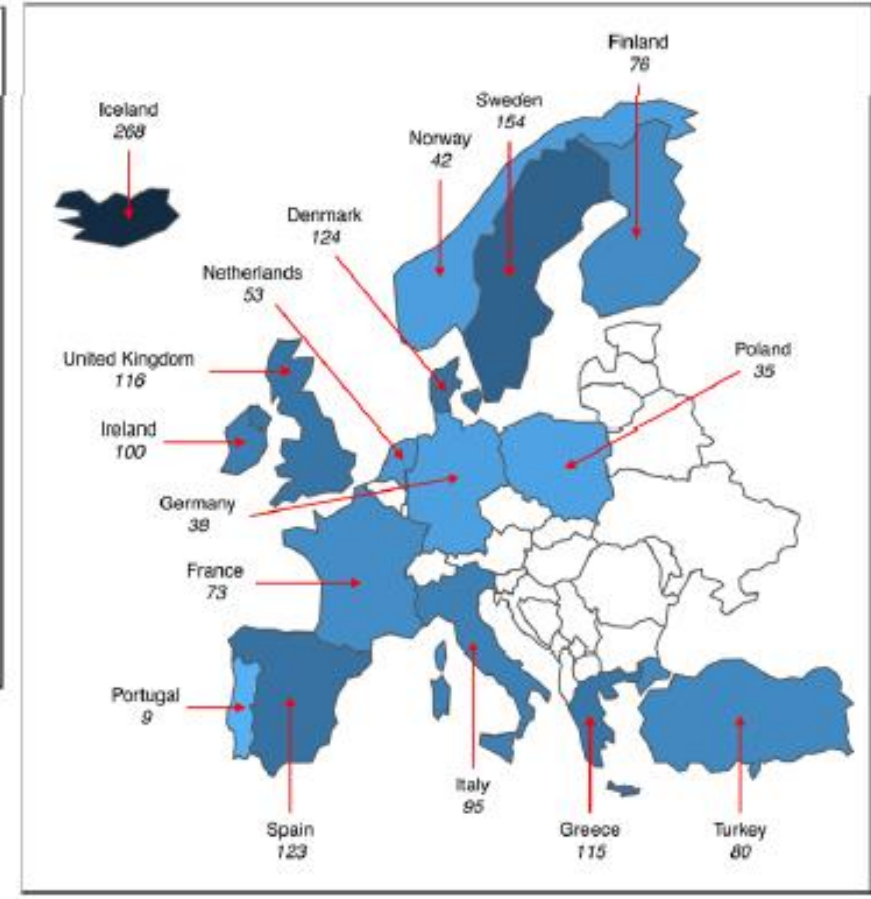 Finland
76
Sweden
154
Iceland
268
Norway
42
Denmark
124
Netherlands
53
Poland
35
United Kingdom
116
Ireland
100
Germany
38
France
73
Portugal
9
Italy
95
Spain
123
Greece
115
Turkey
80